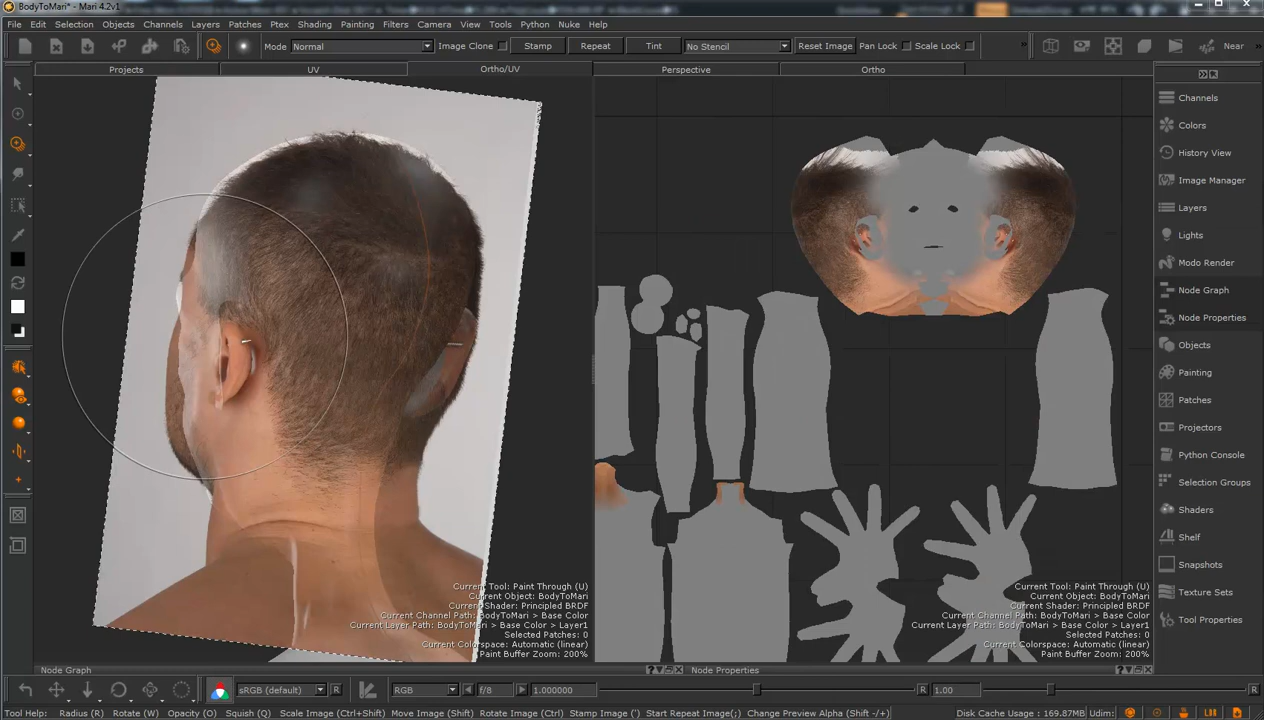 BodyToMari* - Mari 4.2v1
File Edit Selection Objects Channels Layers Patches Ptex Shading Painting Filters Camera View Tools Python Nuke Help
Mode Normal Image Clone Stamp Repeat Tint No Stencil Reset Image Pan Lock Scale Lock » Near
Projects UV Ortho/UV Perspective Ortho
»R
Channels
Colors
History View
Image Manager
Layers
Lights
Modo Render
Node Graph
Node Properties
Objects
Painting
Patches
Projectors
Python Console
Selection Groups
Shaders
Shelf
Snapshots
Texture Sets
Tool Properties
Current Tool: Paint Through (U)
Current Object: BodyToMari
Current Shader: Principled BRDF
Current Channel Path: BodyToMari > Base Color
Current Layer Path: BodyToMari > Base Color > Layer1
Selected Patches: 0
Current Colorspace: Automatic (linear)
Paint Buffer Zoom: 200%
Current Tool: Paint Through (U)
Current Object: BodyToMari
Current Shader: Principled BRDF
Current Channel Path: BodyToMari > Base Color
Current Layer Path: BodyToMari > Base Color > Layer1
Selected Patches: 0
Current Colorspace: Automatic (linear)
Paint Buffer Zoom: 200%
Node Graph Node Properties
sRGB (default) R RGB f/8 1.000000 R 1.00 R
Tool Help: Radius (R) Rotate (W) Opacity (O) Squish (Q) Scale Image (Ctrl+Shift) Move Image (Shift) Rotate Image (Ctrl) Stamp Image (') Start Repeat Image(;) Change Preview Alpha (Shift -/+) Disk Cache Usage : 169.87MB Udim: